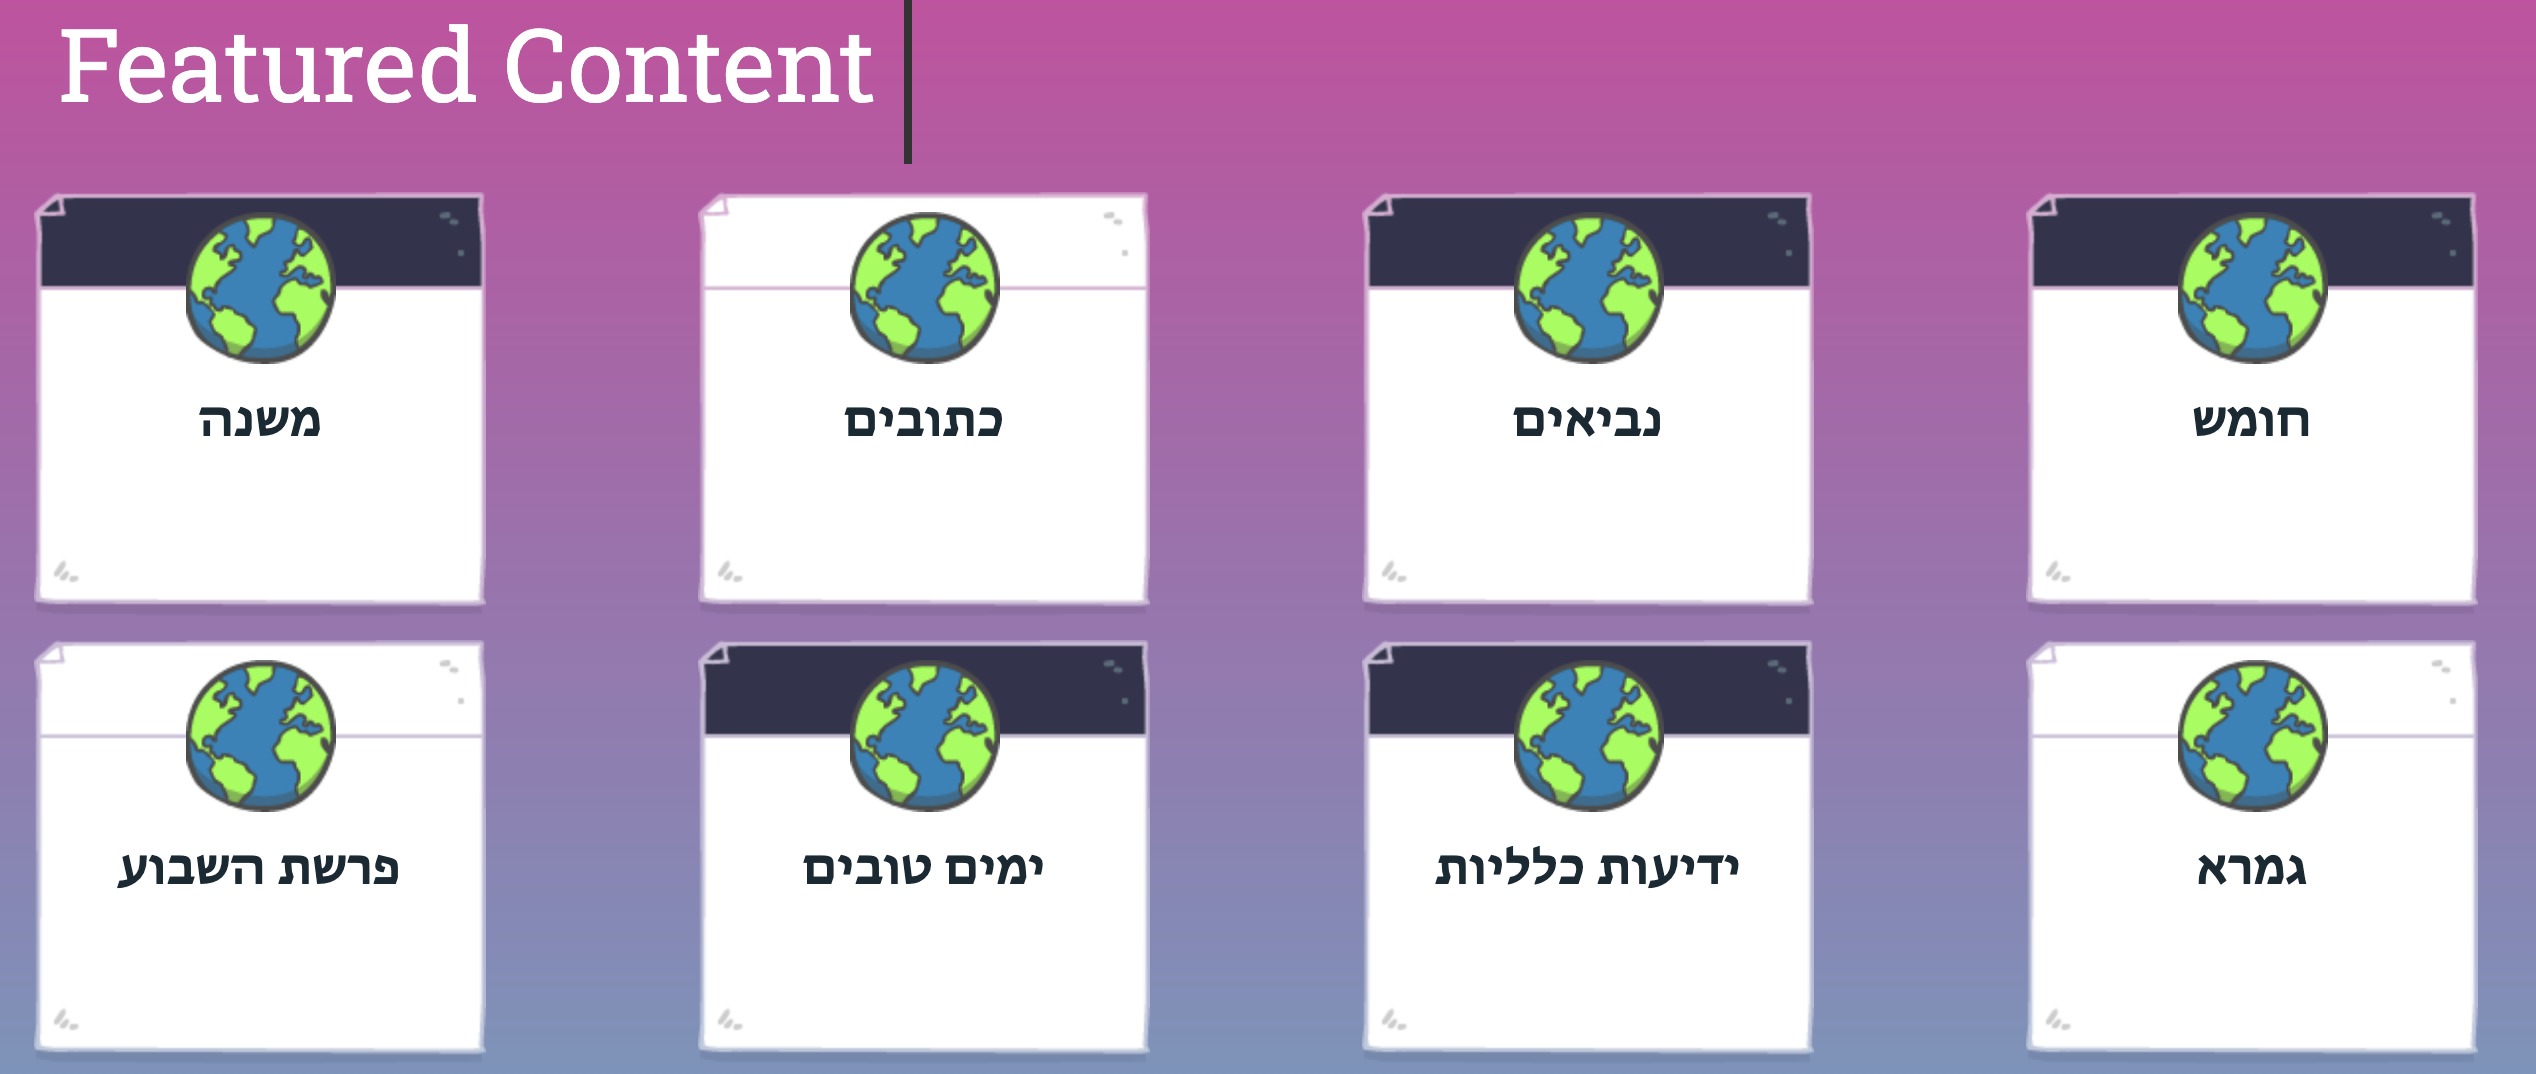 Featured Content
חומש
נביאים
כתובים
משנה
גמרא
ידיעות כלליות
ימים טובים
פרשת השבוע